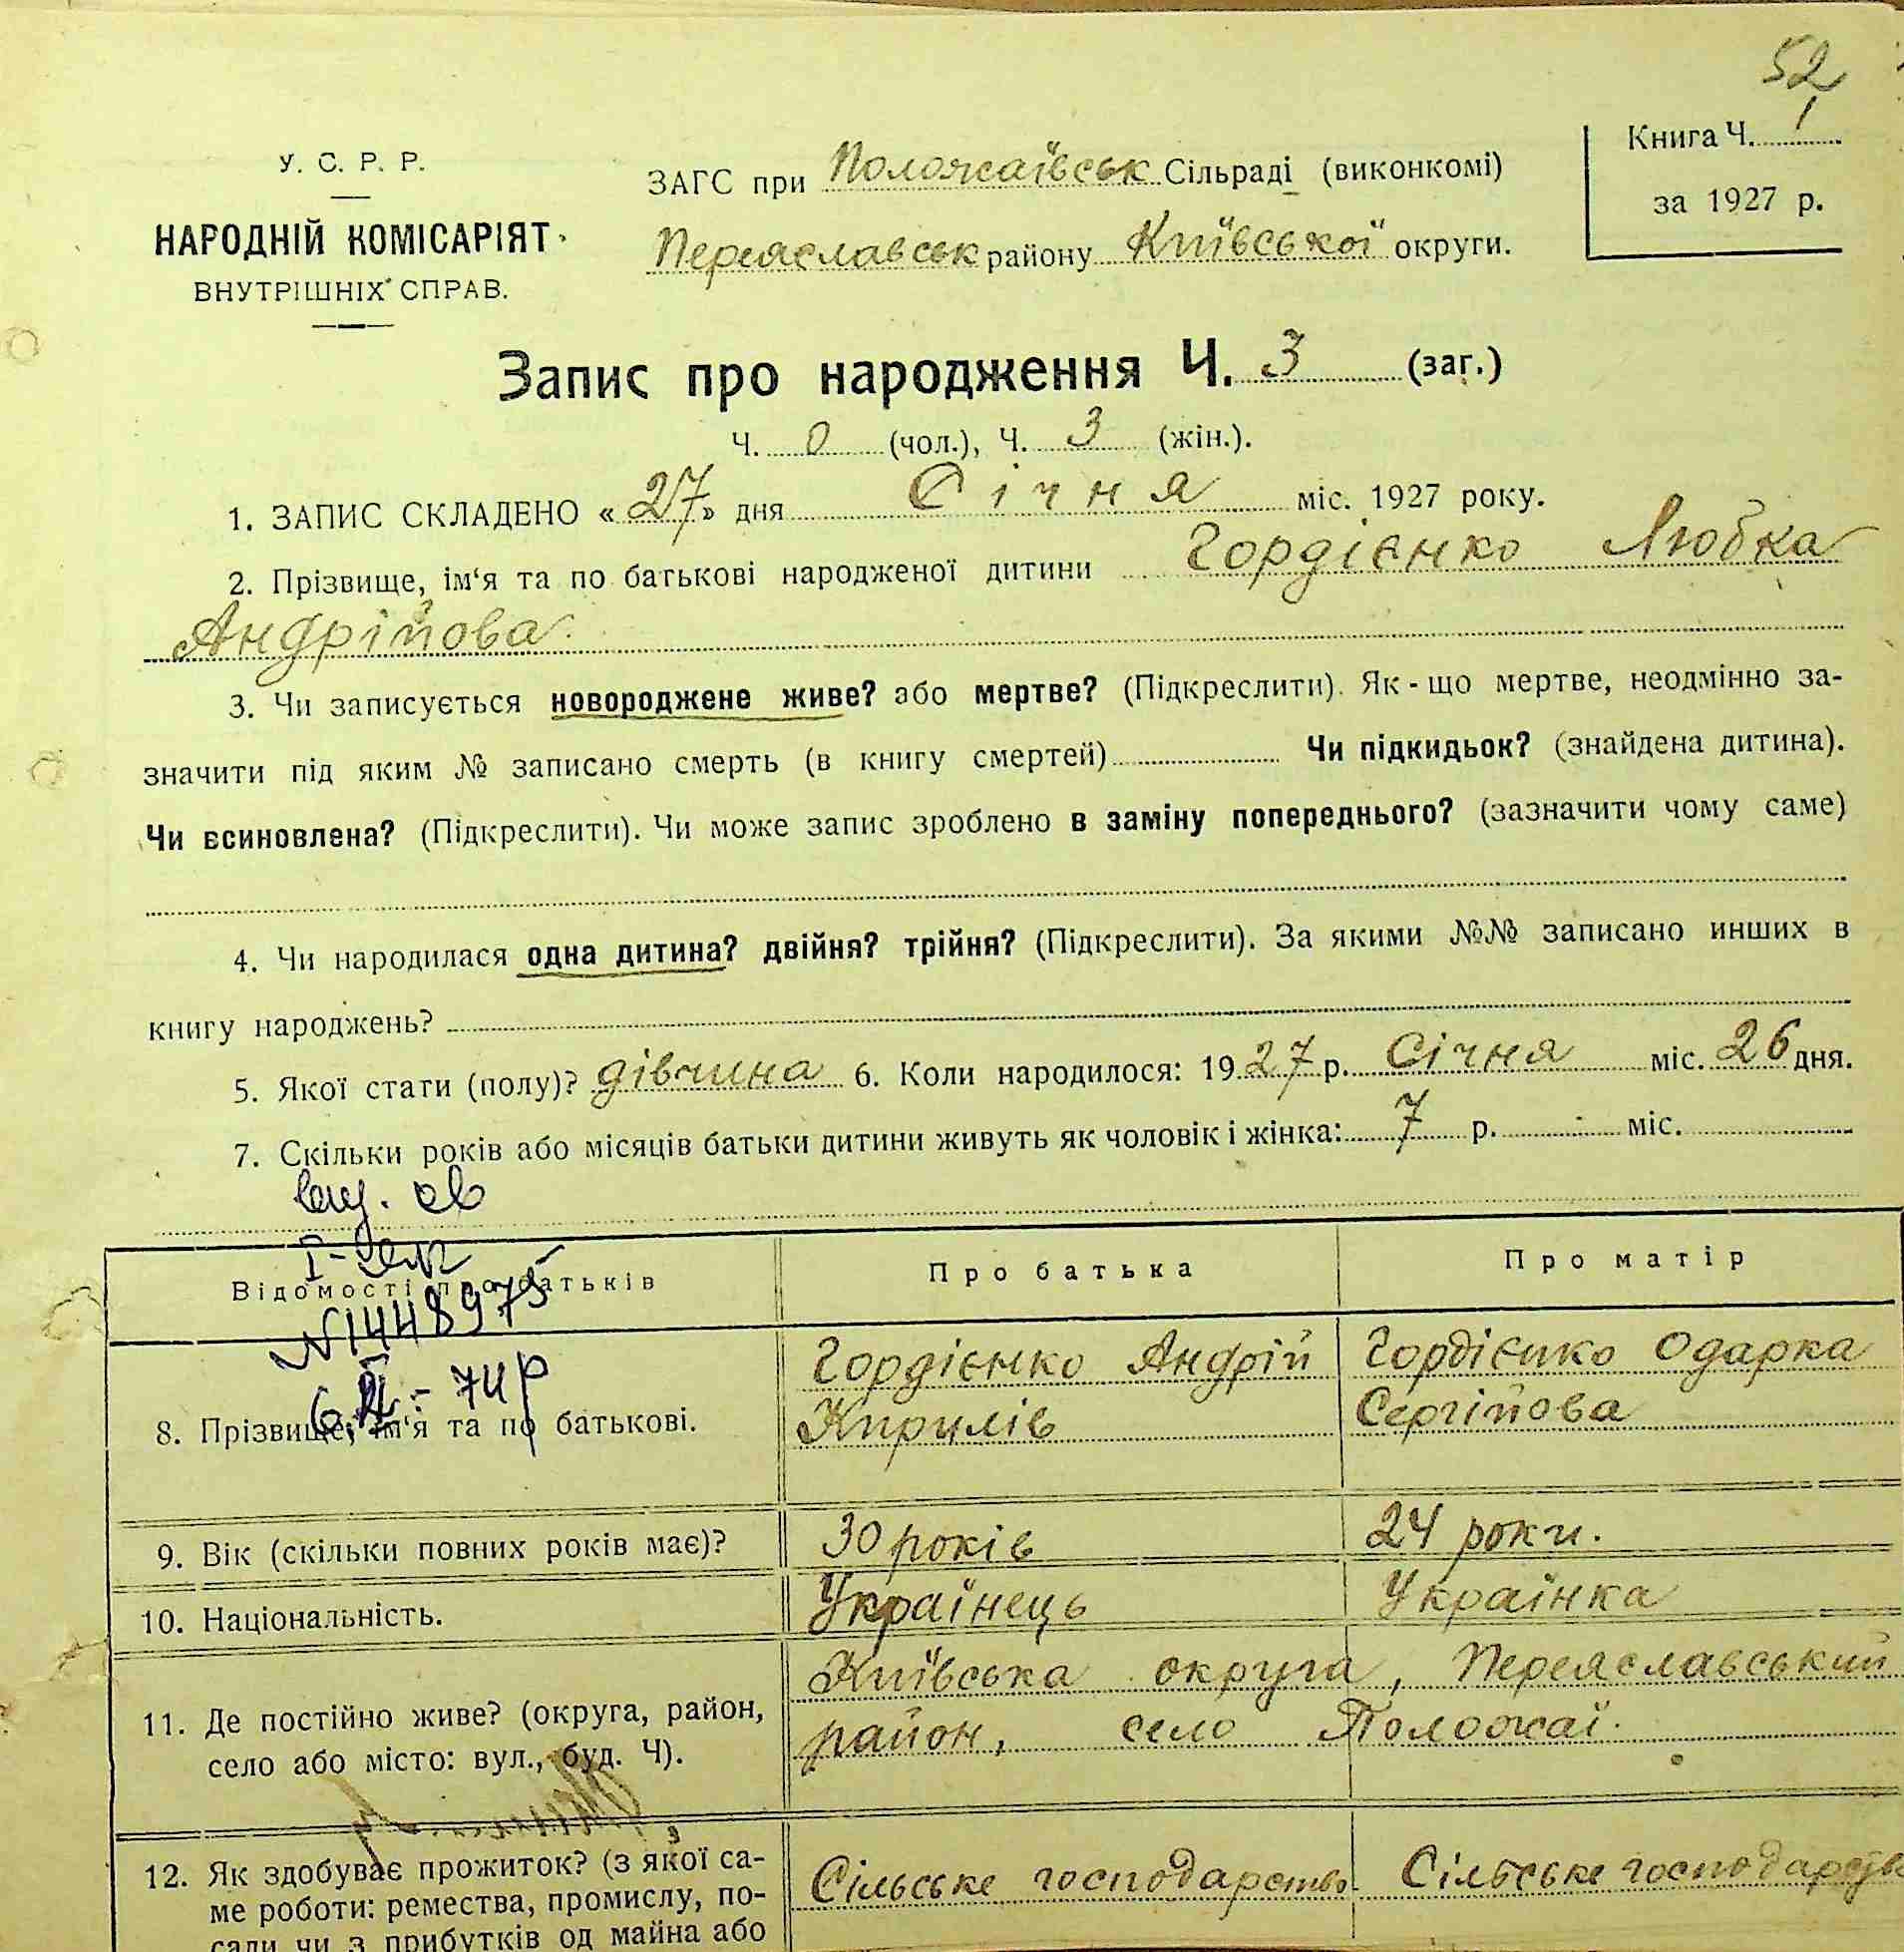 52
Книга Ч. 1
за 1927 р.
У. С. Р. Р.
НАРОДНІЙ КОМІСАРІЯТ
ВНУТРІШНІХ СПРАВ.
ЗАГС при Положаївськ Сільраді (виконкомі)
Переяславськ району Київської округи.
Запис про народження Ч. 3 (заг.)
Ч. 0 (чол.), Ч. 3 (жін.).
1. ЗАПИС СКЛАДЕНО «27» дня Січня міс. 1927 року.
2. Прізвище, ім‘я та по батькові народженої дитини Гордієнко Любка
Андрійова
3. Чи записується новороджене живе? або мертве? (Підкреслити). Як-що мертве, неодмінно за-
значити під яким № записано смерть (в книгу смертей) Чи підкидьок? (знайдена дитина).
Чи всиновлена? (Підкреслити). Чи може запис зроблено в заміну попереднього? (зазначити чому саме)
4. Чи народилася одна дитина? двійня? трійня? (Підкреслити). За якими №№ записано инших в
книгу народжень?
5. Якої стати (полу)? дівчина 6. Коли народилося: 1927 р. Січня міс. 26 дня.
7. Скільки років або місяців батьки дитини живуть як чоловік і жінка: 7 р. міс.
N1448975
74р
Відомості про батьків Про батька Про матір
8. Прізвище, ім‘я та по батькові. Гордієнко Андрій Кирилів Гордієнко Одарка Сергійова
9. Вік (скільки повних років має)? 30 років 24 роки.
10. Національність. Українець Українка
11. Де постійно живе? (округа, район,
село або місто: вул., буд. Ч). Київська округа, Переяславський
район, село Положаї.
12. Як здобуває прожиток? (з якої са-
ме роботи: ремества, промислу, по-
сади чи з прибутків од майна або
Сільське господарство Сільське господарство